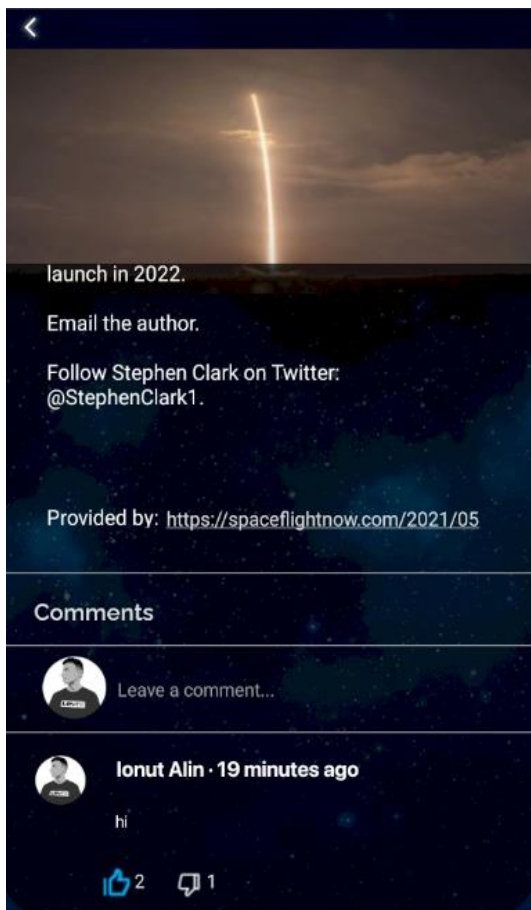 launch in 2022.
Email the author.
Follow Stephen Clark on Twitter:
@StephenClark1.
Provided by: https://spaceflightnow.com/2021/05
Comments
Leave a comment...
Ionut Alin · 19 minutes ago
hi
2 1